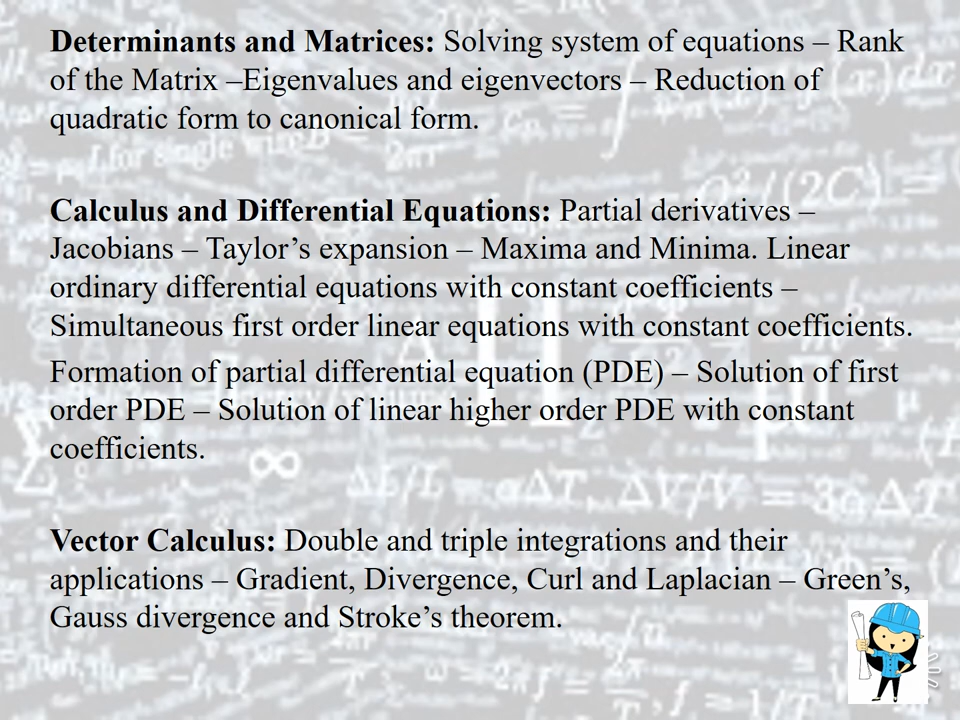 Determinants and Matrices: Solving system of equations – Rank
of the Matrix –Eigenvalues and eigenvectors – Reduction of
quadratic form to canonical form.
Calculus and Differential Equations: Partial derivatives –
Jacobians – Taylor’s expansion – Maxima and Minima. Linear
ordinary differential equations with constant coefficients –
Simultaneous first order linear equations with constant coefficients.
Formation of partial differential equation (PDE) – Solution of first
order PDE – Solution of linear higher order PDE with constant
coefficients.
Vector Calculus: Double and triple integrations and their
applications – Gradient, Divergence, Curl and Laplacian – Green’s,
Gauss divergence and Stroke’s theorem.